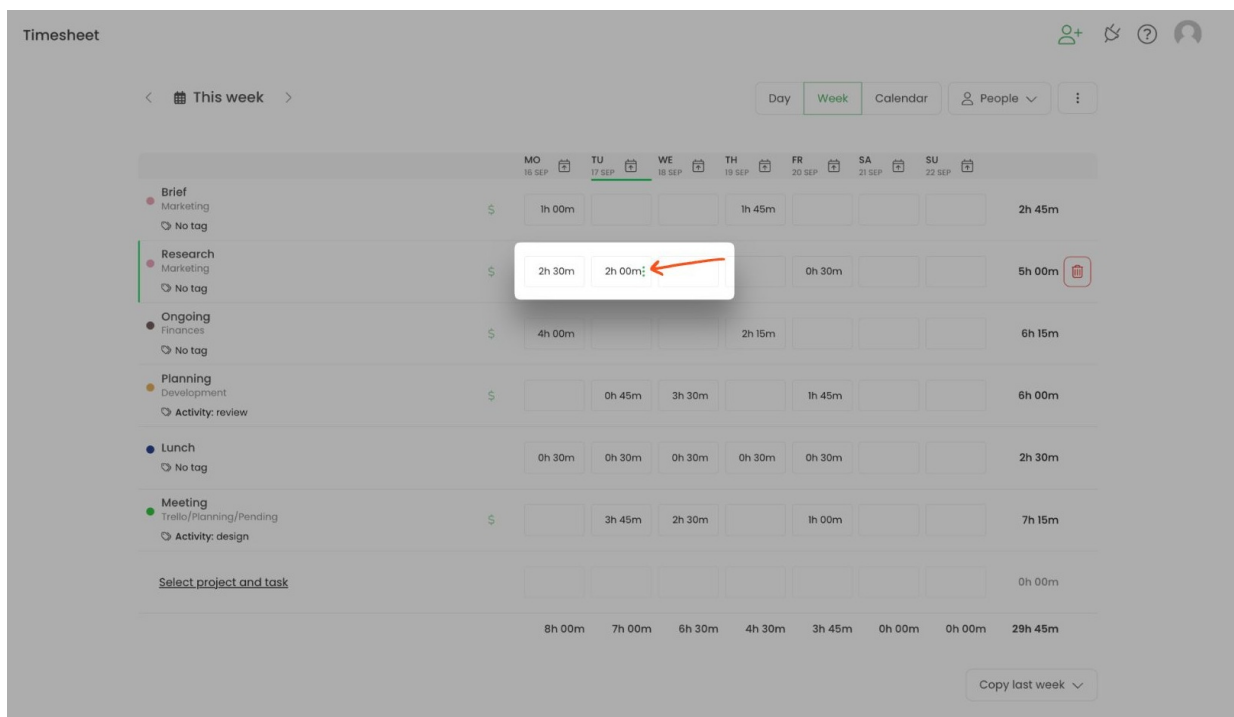 Timesheet
This week
Day Week Calendar People
MO TU WE TH FR SA SU
16 SEP 17 SEP 18 SEP 19 SEP 20 SEP 21 SEP 22 SEP
Brief
Marketing
$ 1h 00m 1h 45m 2h 45m
No tag
Research
Marketing
$ 2h 30m 2h 00m 0h 30m 5h 00m
No tag
Ongoing
Finances
$ 4h 00m 2h 15m 6h 15m
No tag
Planning
Development
$ 0h 45m 3h 30m 1h 45m 6h 00m
Activity: review
Lunch
0h 30m 0h 30m 0h 30m 0h 30m 0h 30m 2h 30m
No tag
Meeting
Trello/Planning/Pending
$ 3h 45m 2h 30m 1h 00m 7h 15m
Activity: design
Select project and task 0h 00m
8h 00m 7h 00m 6h 30m 4h 30m 3h 45m 0h 00m 0h 00m 29h 45m
Copy last week